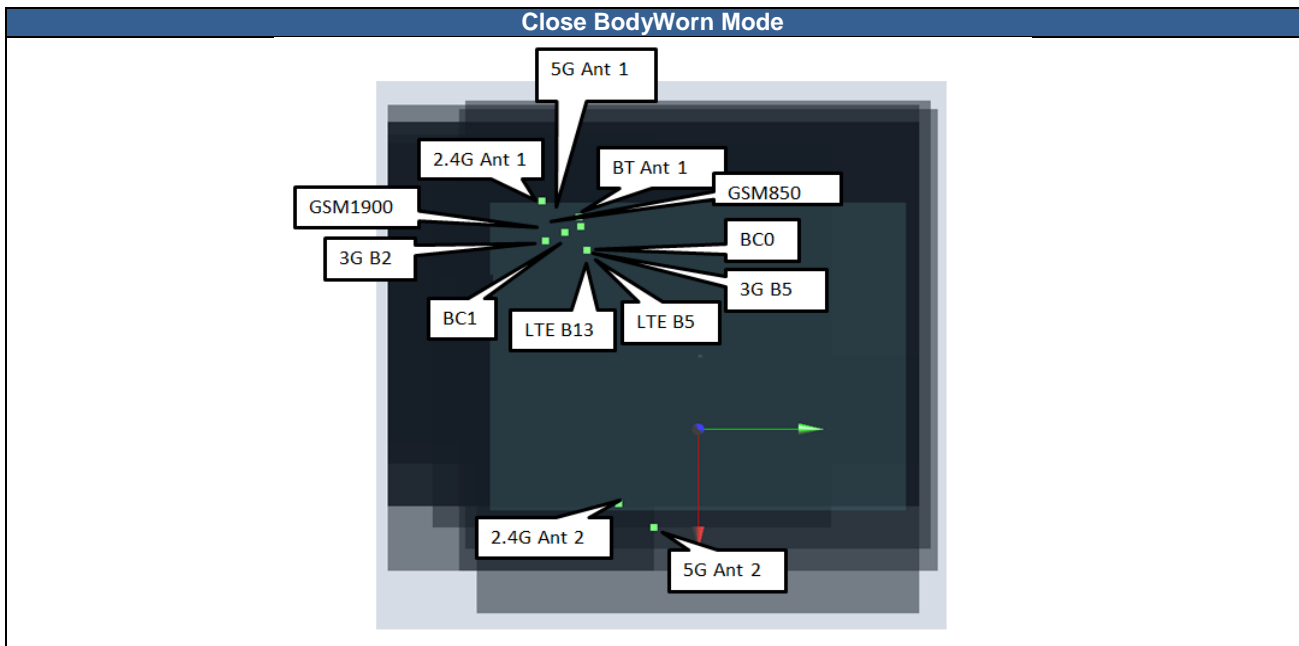 Close BodyWorn Mode
5G Ant 1
2.4G Ant 1
BT Ant 1
GSM850
GSM1900
BC0
3G B2
3G B5
BC1
LTE B13
LTE B5
2.4G Ant 2
5G Ant 2